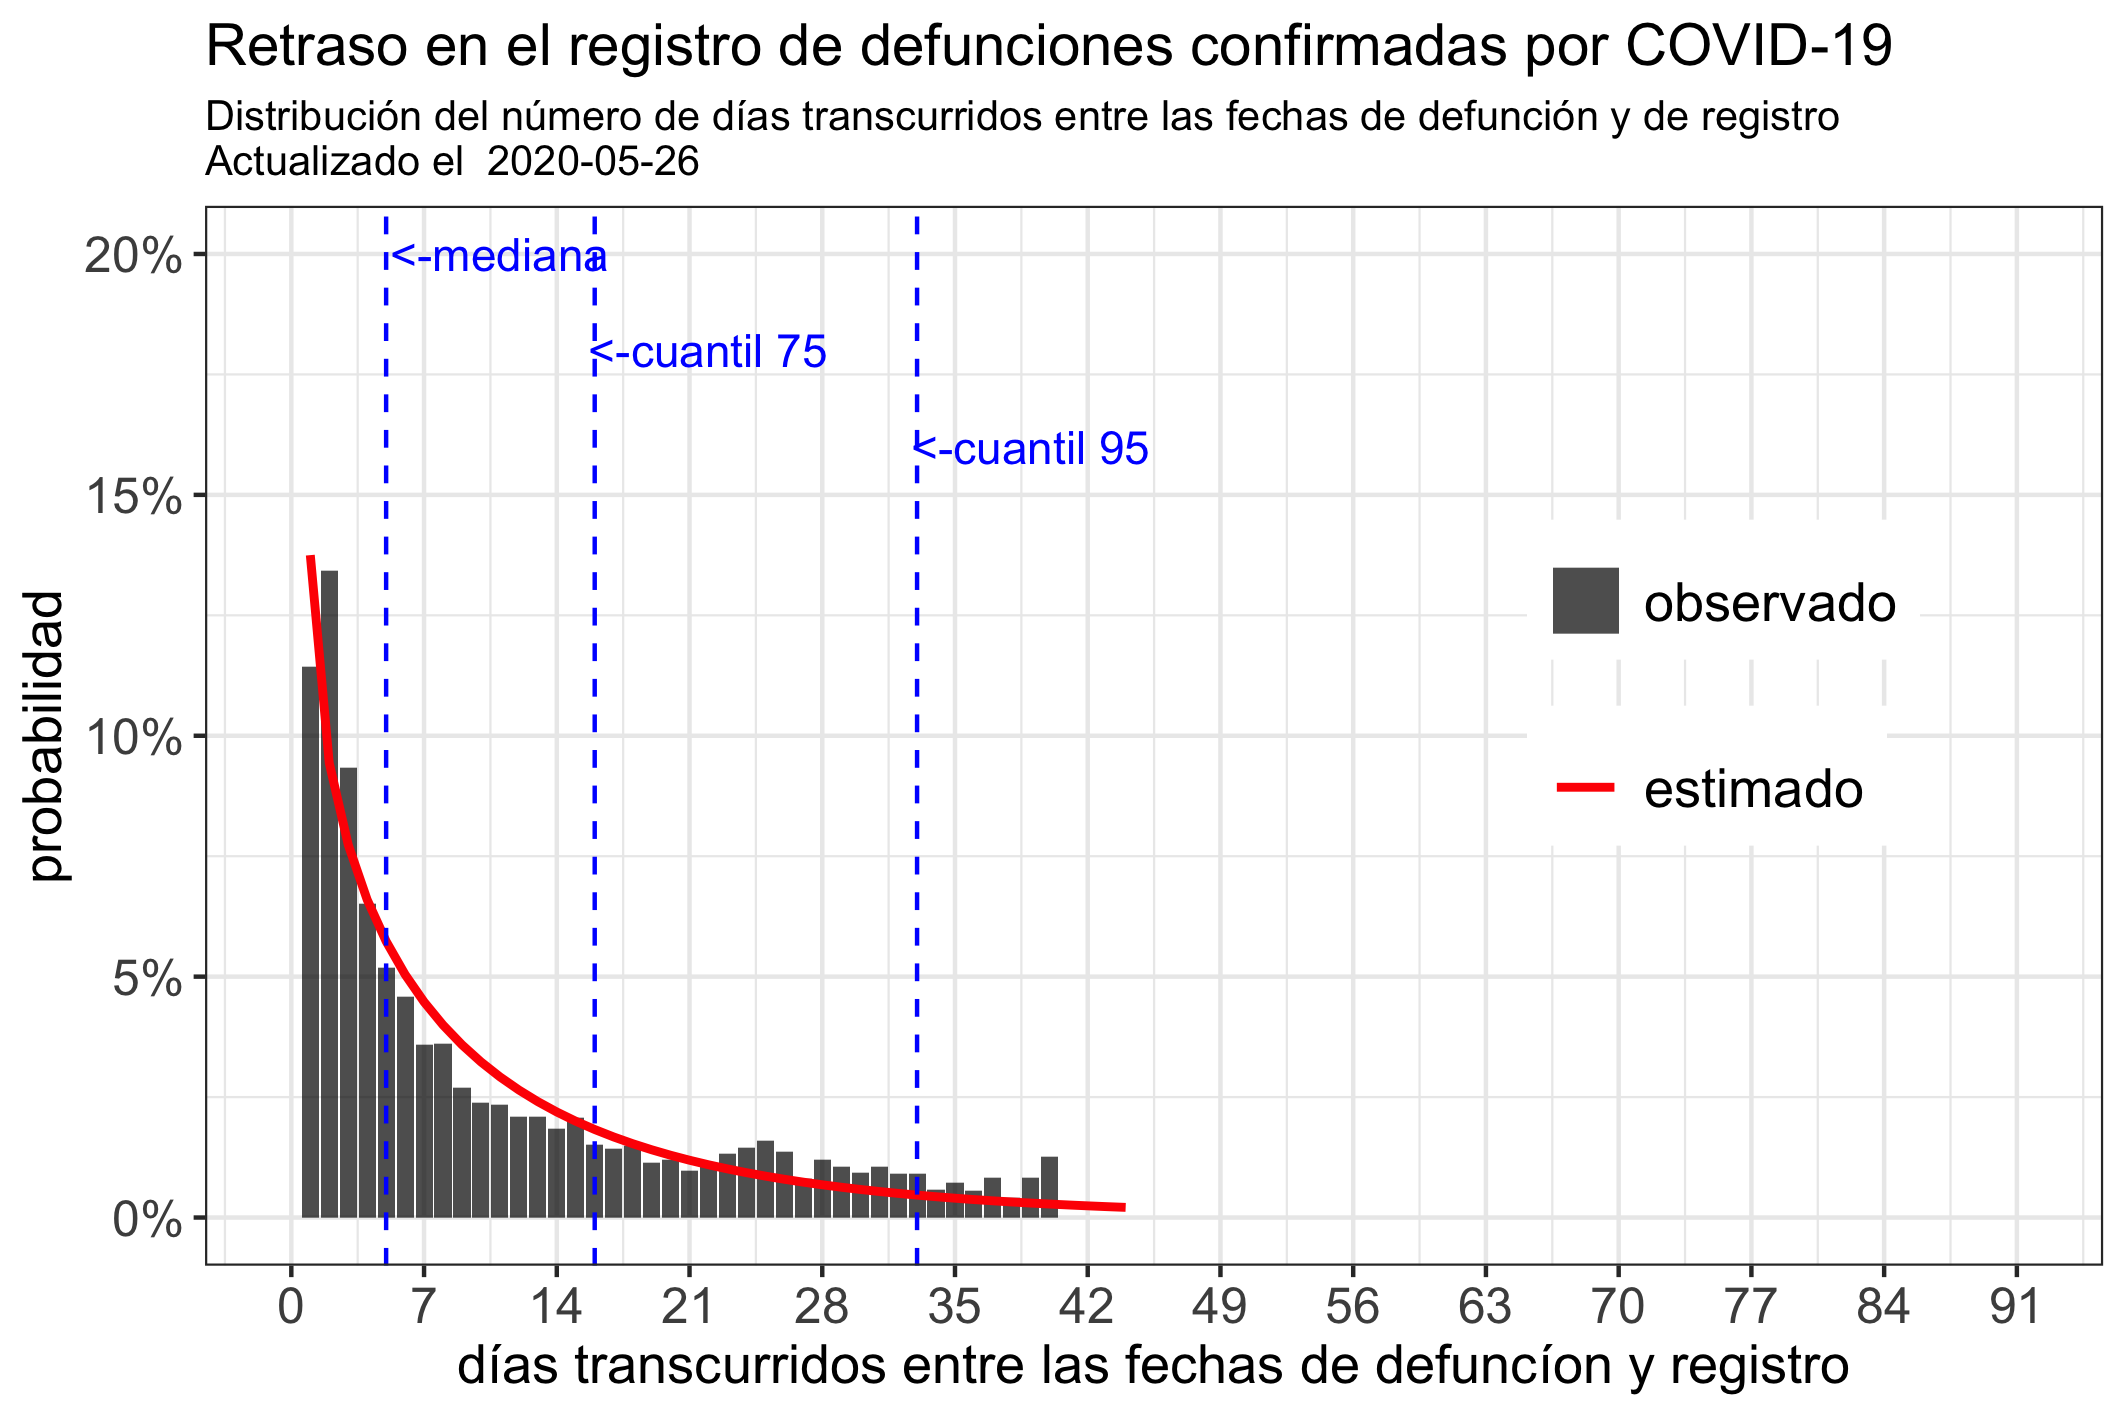 Retraso en el registro de defunciones confirmadas por COVID-19
Distribución del número de días transcurridos entre las fechas de defunción y de registro
Actualizado el  2020-05-26
20%
15%
10%
5%
0%
probabilidad
<-mediana
<-cuantil 75
<-cuantil 95
observado
estimado
0 7 14 21 28 35 42 49 56 63 70 77 84 91
días transcurridos entre las fechas de defuncíon y registro